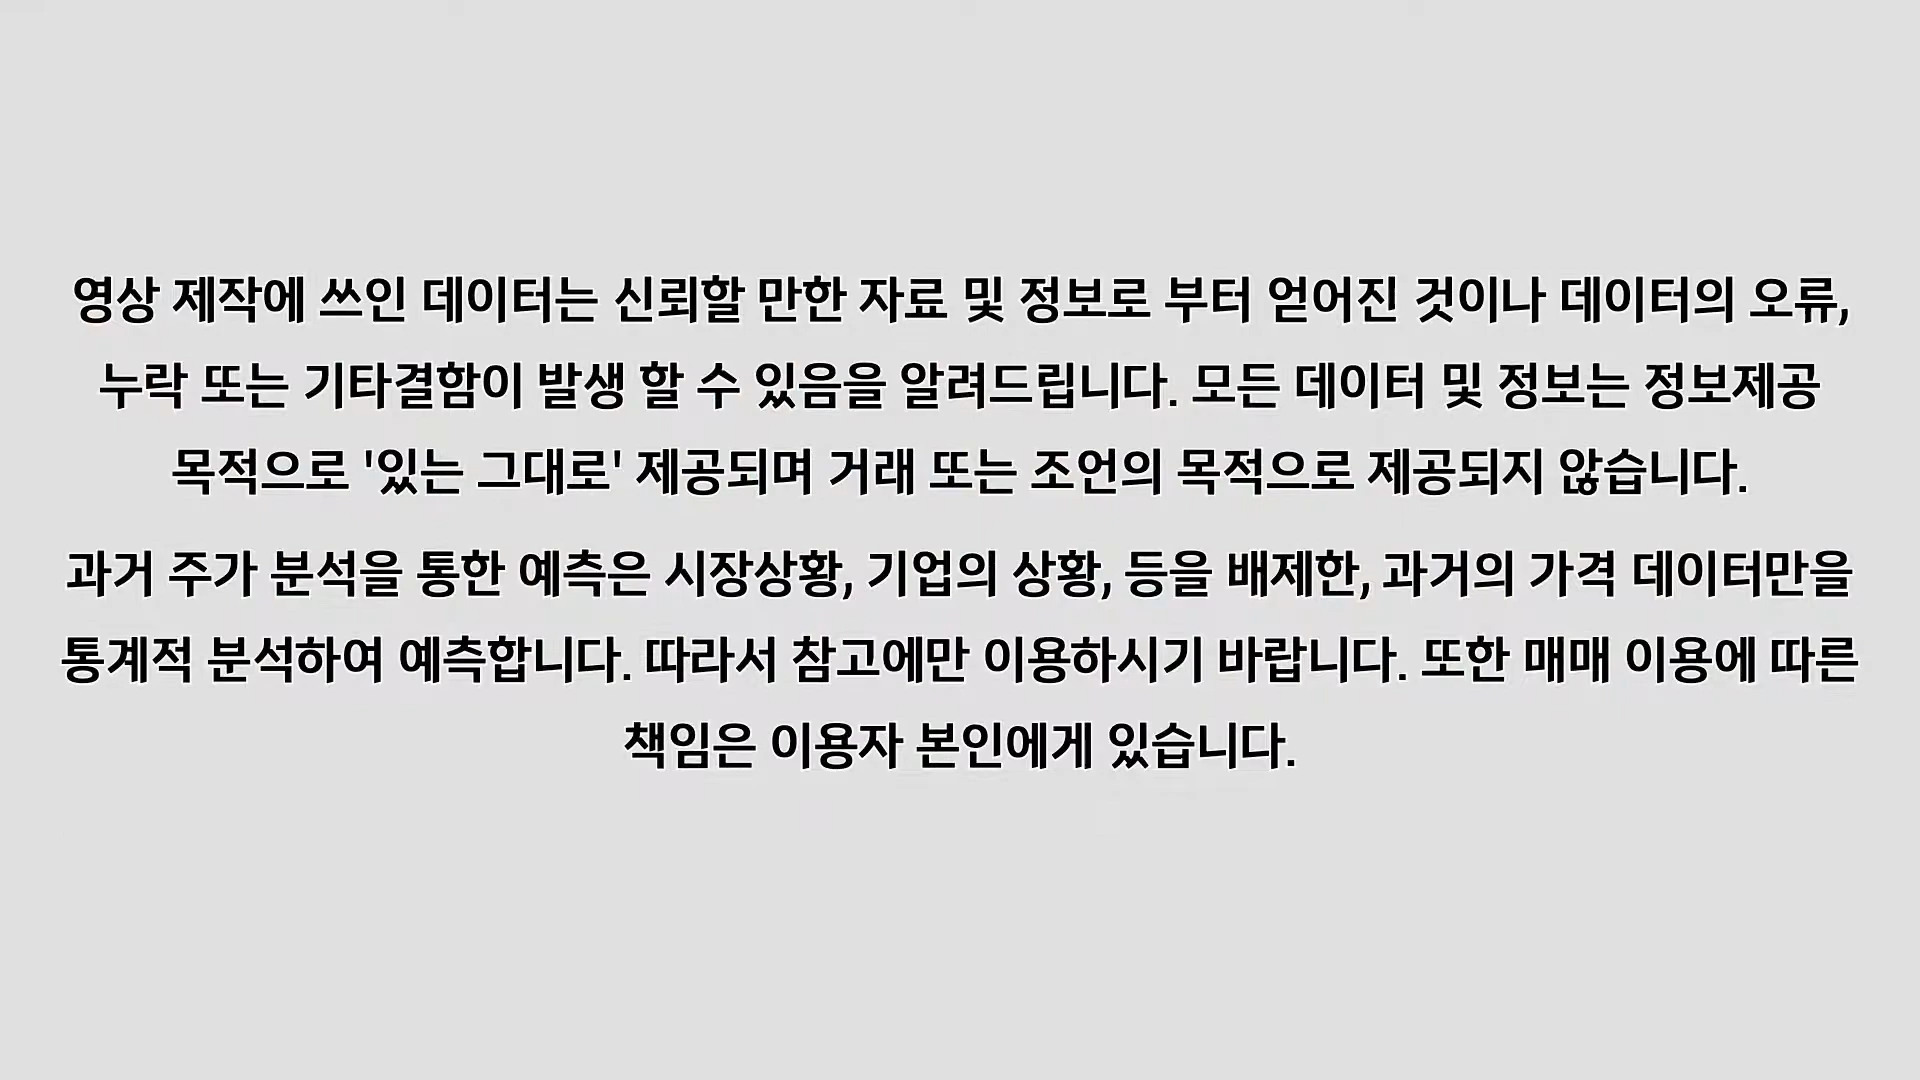 영상 제작에 쓰인 데이터는 신뢰할 만한 자료 및 정보로 부터 얻어진 것이나 데이터의 오류,
누락 또는 기타결함이 발생 할 수 있음을 알려드립니다. 모든 데이터 및 정보는 정보제공
목적으로 '있는 그대로' 제공되며 거래 또는 조언의 목적으로 제공되지 않습니다.
과거 주가 분석을 통한 예측은 시장상황, 기업의 상황, 등을 배제한, 과거의 가격 데이터만을
통계적 분석하여 예측합니다. 따라서 참고에만 이용하시기 바랍니다. 또한 매매 이용에 따른
책임은 이용자 본인에게 있습니다.